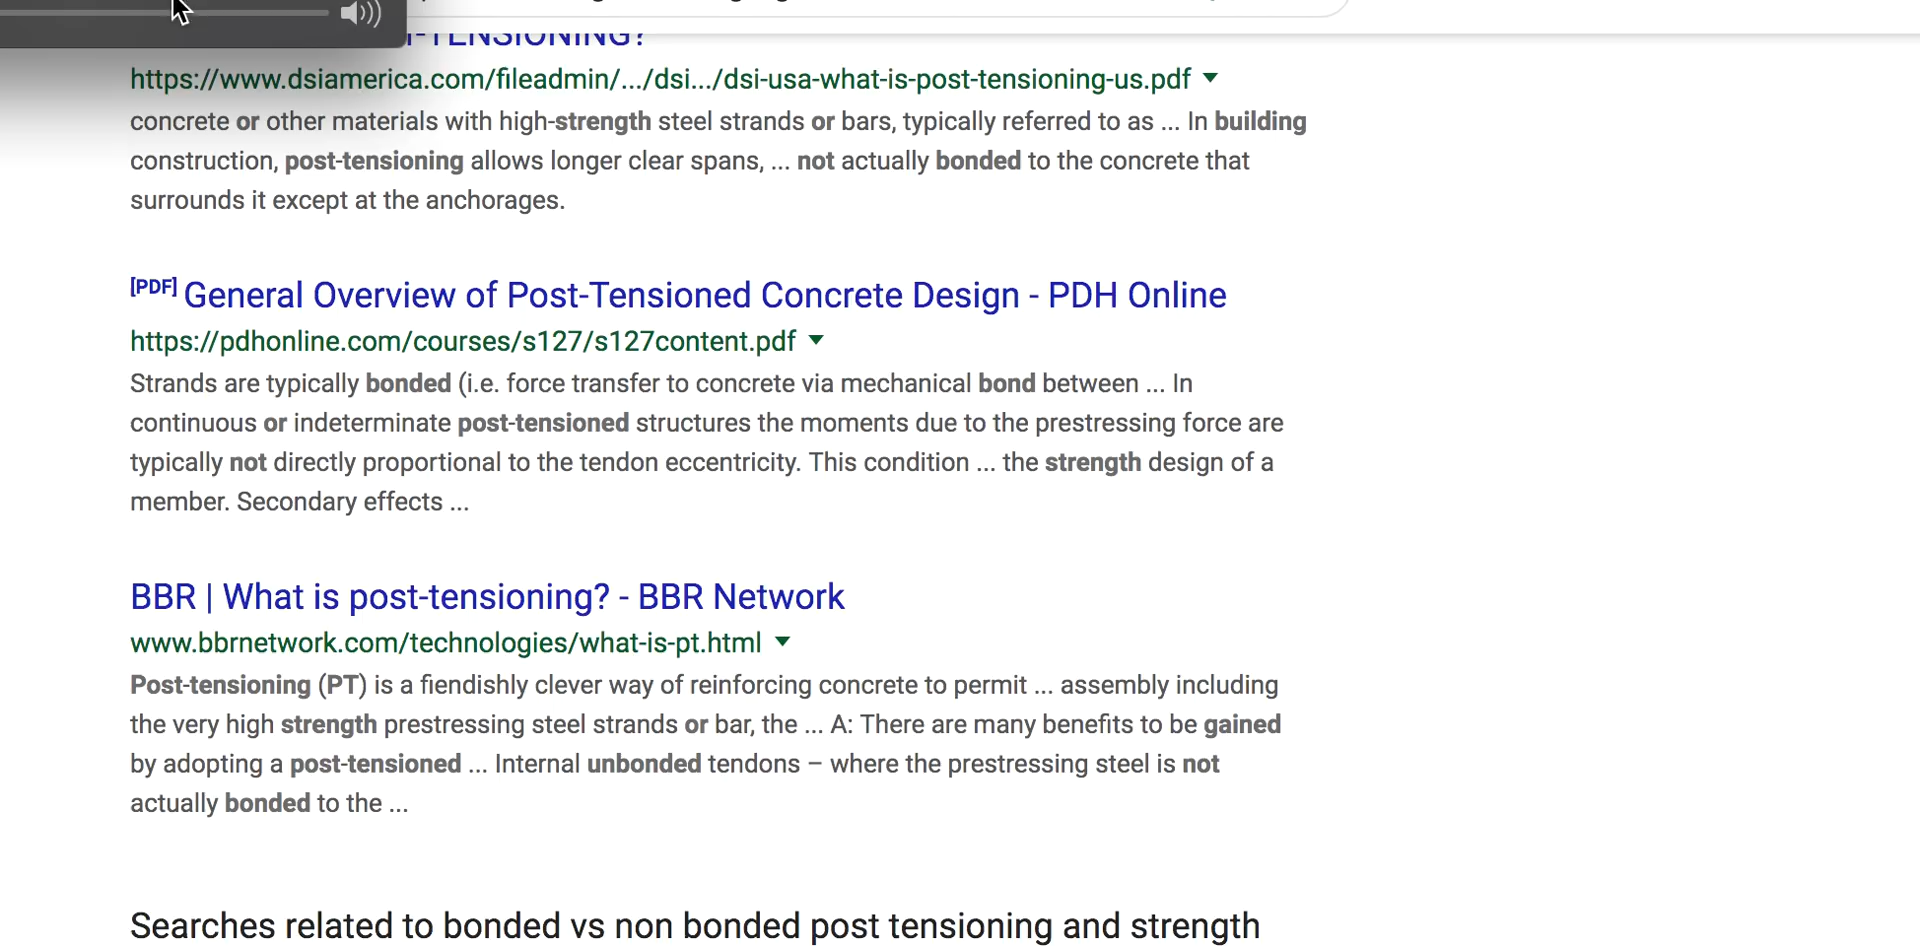 -TENSIONING?
https://www.dsiamerica.com/fileadmin/.../dsi.../dsi-usa-what-is-post-tensioning-us.pdf
concrete or other materials with high-strength steel strands or bars, typically referred to as ... In building
construction, post-tensioning allows longer clear spans, ... not actually bonded to the concrete that
surrounds it except at the anchorages.
[PDF] General Overview of Post-Tensioned Concrete Design - PDH Online
https://pdhonline.com/courses/s127/s127content.pdf
Strands are typically bonded (i.e. force transfer to concrete via mechanical bond between ... In
continuous or indeterminate post-tensioned structures the moments due to the prestressing force are
typically not directly proportional to the tendon eccentricity. This condition ... the strength design of a
member. Secondary effects ...
BBR | What is post-tensioning? - BBR Network
www.bbrnetwork.com/technologies/what-is-pt.html
Post-tensioning (PT) is a fiendishly clever way of reinforcing concrete to permit ... assembly including
the very high strength prestressing steel strands or bar, the ... A: There are many benefits to be gained
by adopting a post-tensioned ... Internal unbonded tendons – where the prestressing steel is not
actually bonded to the ...
Searches related to bonded vs non bonded post tensioning and strength